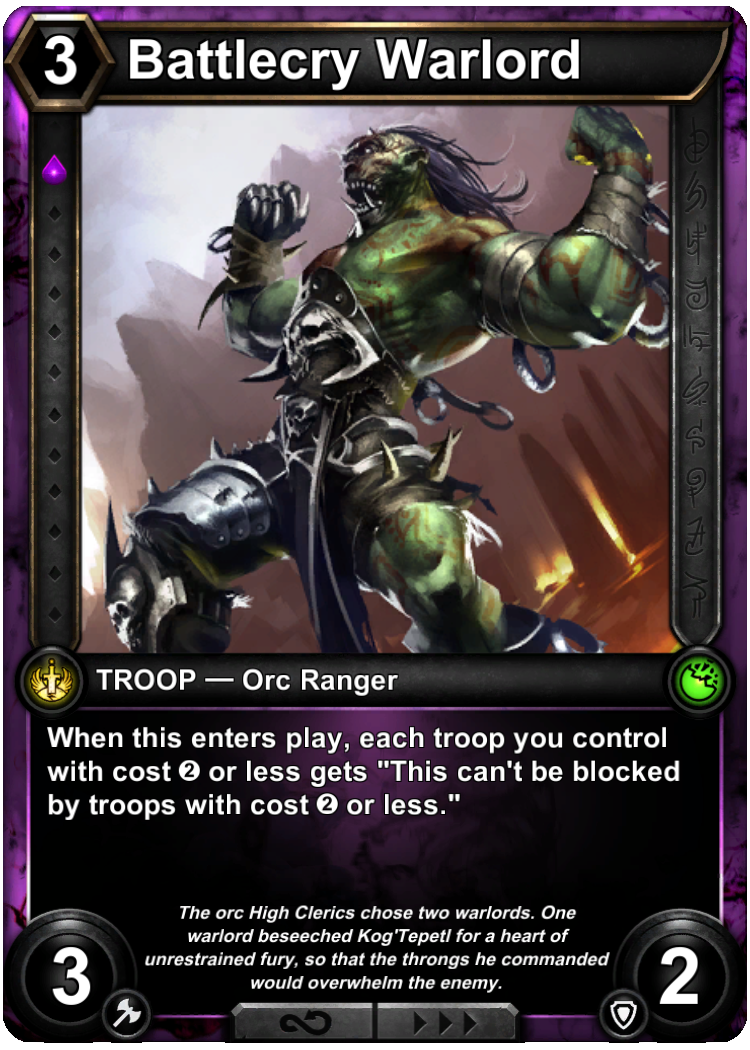 3 Battlecry Warlord
TROOP — Orc Ranger
When this enters play, each troop you control
with cost ❷ or less gets "This can't be blocked
by troops with cost ❷ or less."
The orc High Clerics chose two warlords. One
warlord beseeched Kog'Tepetl for a heart of
unrestrained fury, so that the throngs he commanded
would overwhelm the enemy.
3
2